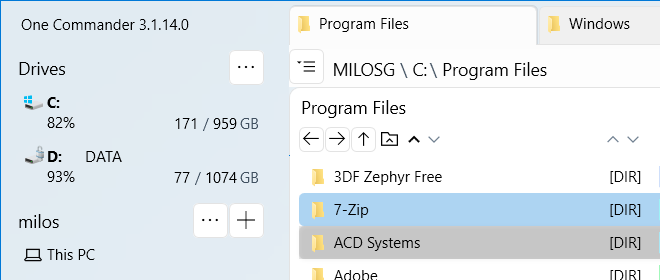 One Commander 3.1.14.0
Drives
C:
82% 171 / 959 GB
D: DATA
93% 77 / 1074 GB
milos
This PC
Program Files
Windows
MILOSG \ C:\ Program Files
Program Files
3DF Zephyr Free [DIR]
7-Zip [DIR]
ACD Systems [DIR]
Adobe [DIR]